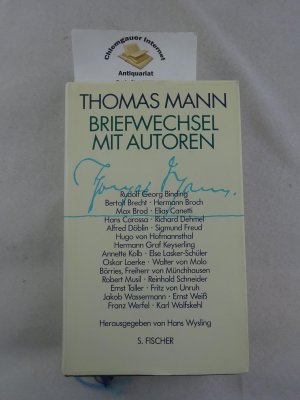 Chiemgauer Internet
Antiquariat
THOMAS MANN
BRIEFWECHSEL
MIT AUTOREN
Thomas Mann.
Rudolf Georg Binding
Bertolt Brecht · Hermann Broch
Max Brod · Elias Canetti
Hans Carossa · Richard Dehmel
Alfred Döblin · Sigmund Freud
Hugo von Hofmannsthal
Hermann Graf Keyserling
Annette Kolb · Else Lasker-Schüler
Oskar Loerke · Walter von Molo
Börries, Freiherr von Münchhausen
Robert Musil · Reinhold Schneider
Ernst Toller · Fritz von Unruh
Jakob Wassermann · Ernst Weiß
Franz Werfel · Karl Wolfskehl
Herausgegeben von Hans Wysling
S. FISCHER